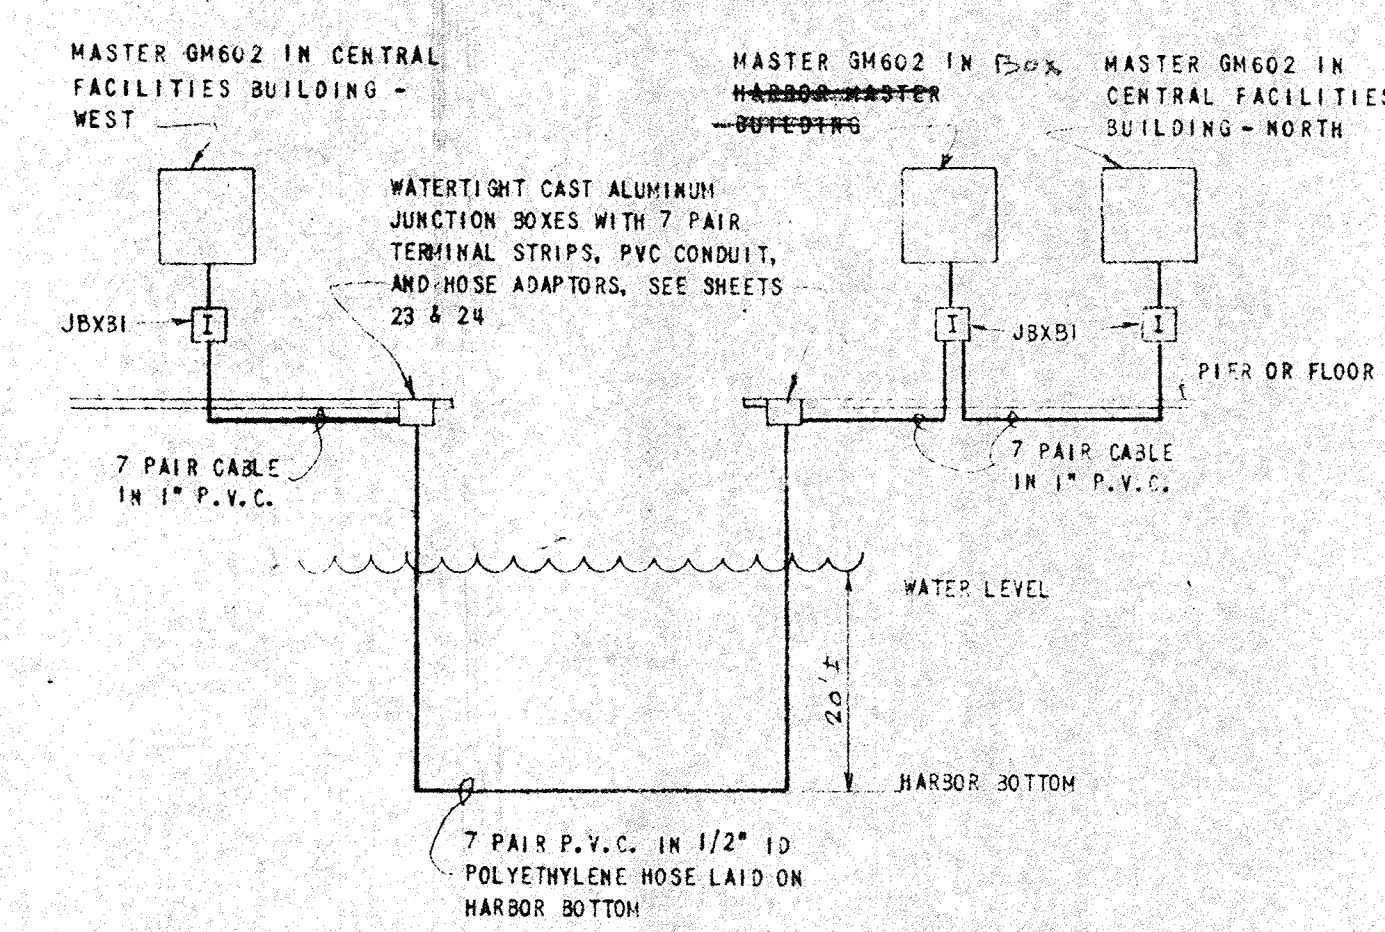 MASTER GM602 IN CENTRAL
FACILITIES BUILDING -
WEST
MASTER GM602 IN Box
HARBOR MASTER
BUILDING
MASTER GM602 IN
CENTRAL FACILITIES
BUILDING - NORTH
WATERTIGHT CAST ALUMINUM
JUNCTION BOXES WITH 7 PAIR
TERMINAL STRIPS, PVC CONDUIT,
AND HOSE ADAPTORS, SEE SHEETS
23 & 24
JBXB1
I
I
JBXB1
I
PIER OR FLOOR
7 PAIR CABLE
IN 1" P.V.C.
7 PAIR CABLE
IN 1" P.V.C.
WATER LEVEL
20' ±
HARBOR BOTTOM
7 PAIR P.V.C. IN 1/2" ID
POLYETHYLENE HOSE LAID ON
HARBOR BOTTOM